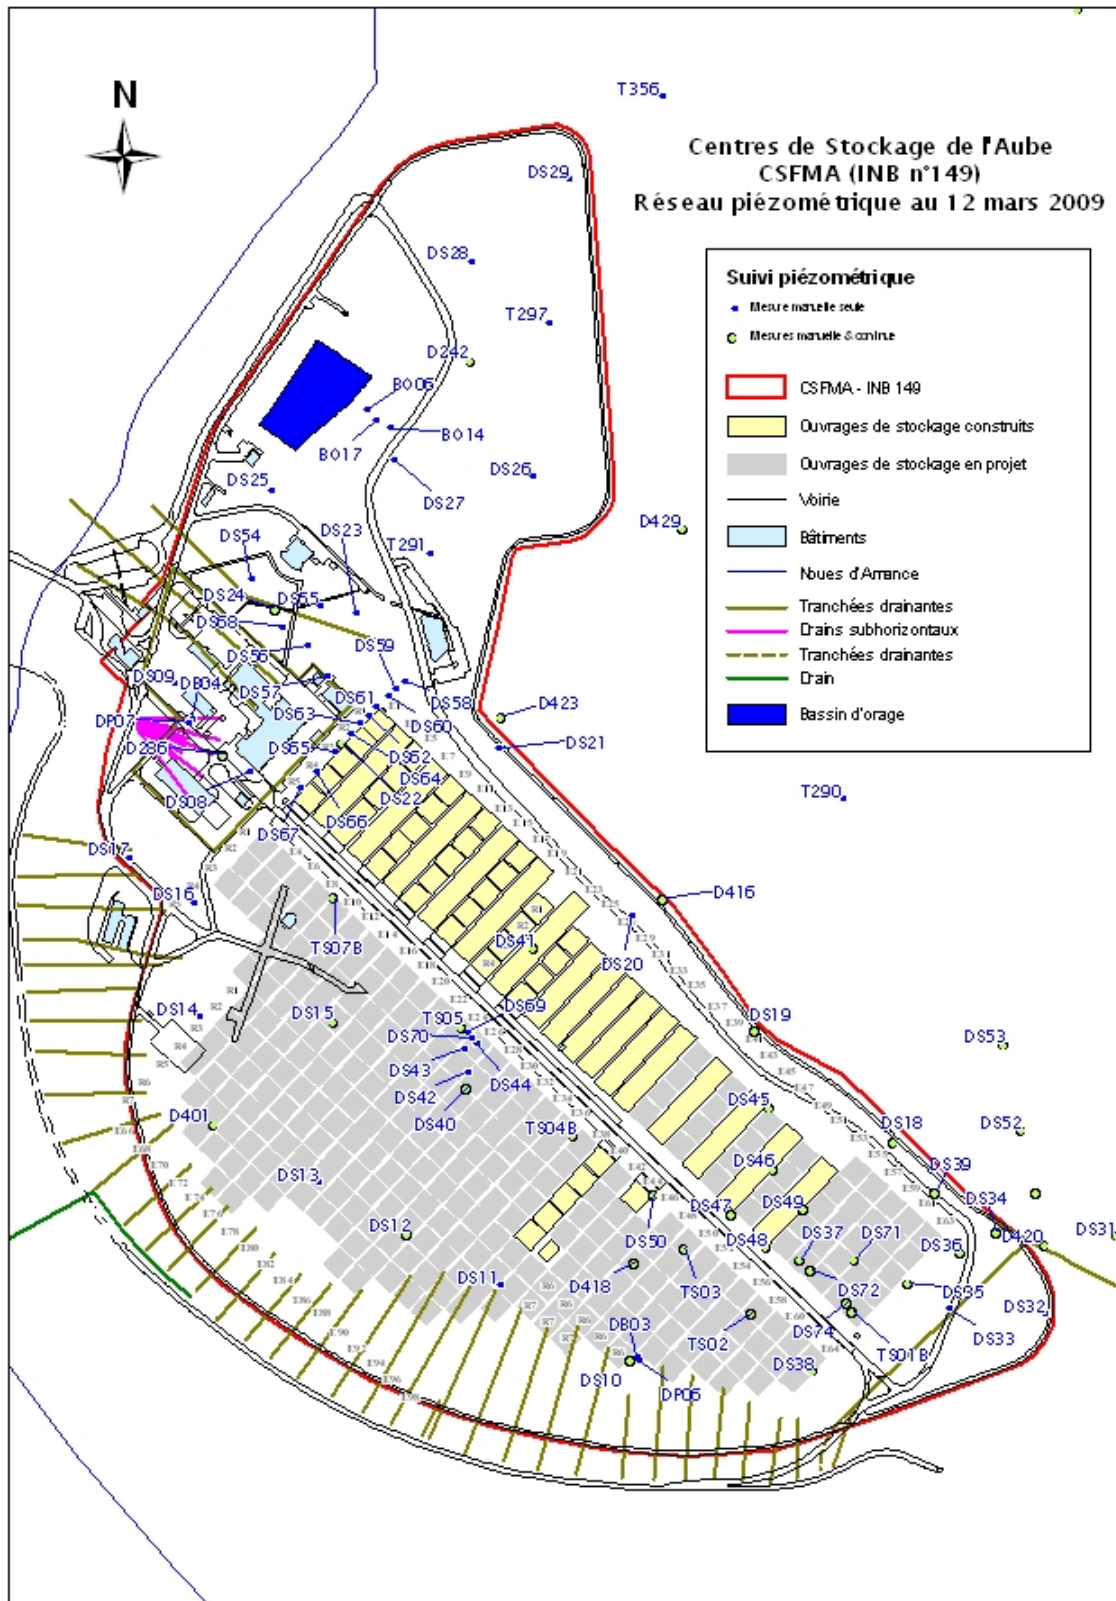 N
T356
Centres de Stockage de l'Aube
CSFMA (INB n°149)
Réseau piézométrique au 12 mars 2009
DS29
DS28
T297
D242
B006
B014
B017
DS26
DS27
DS25
DS23
DS54
T291
D429
Suivi piézométrique
Mesure manuelle seule
Mesures manuelle & continue
CSFMA - INB 149
Ouvrages de stockage construits
Ouvrages de stockage en projet
Voirie
Bâtiments
Noues d'Amance
Tranchées drainantes
Drains subhorizontaux
Tranchées drainantes
Drain
Bassin d'orage
DS24
DS55
DS68
DS56
DS59
DS09
DB04
DS57
DS61
DS58
DP07
DS63
DS60
D423
D286
DS65
DS62
DS21
DS64
DS08
DS22
T290
DS67
DS66
DS17
DS16
D416
TS07B
DS41
DS20
DS14
DS15
TS05
DS69
DS19
DS70
DS53
DS43
DS44
DS42
DS40
DS45
D401
TS04B
DS18
DS52
DS46
DS39
DS13
DS47
DS49
DS34
DS12
DS50
DS48
DS37
DS71
DS36
D420
DS31
DS11
D418
TS03
DS72
DS35
DS32
DB03
TS02
DS74
TS01B
DS33
DS10
DP06
DS38